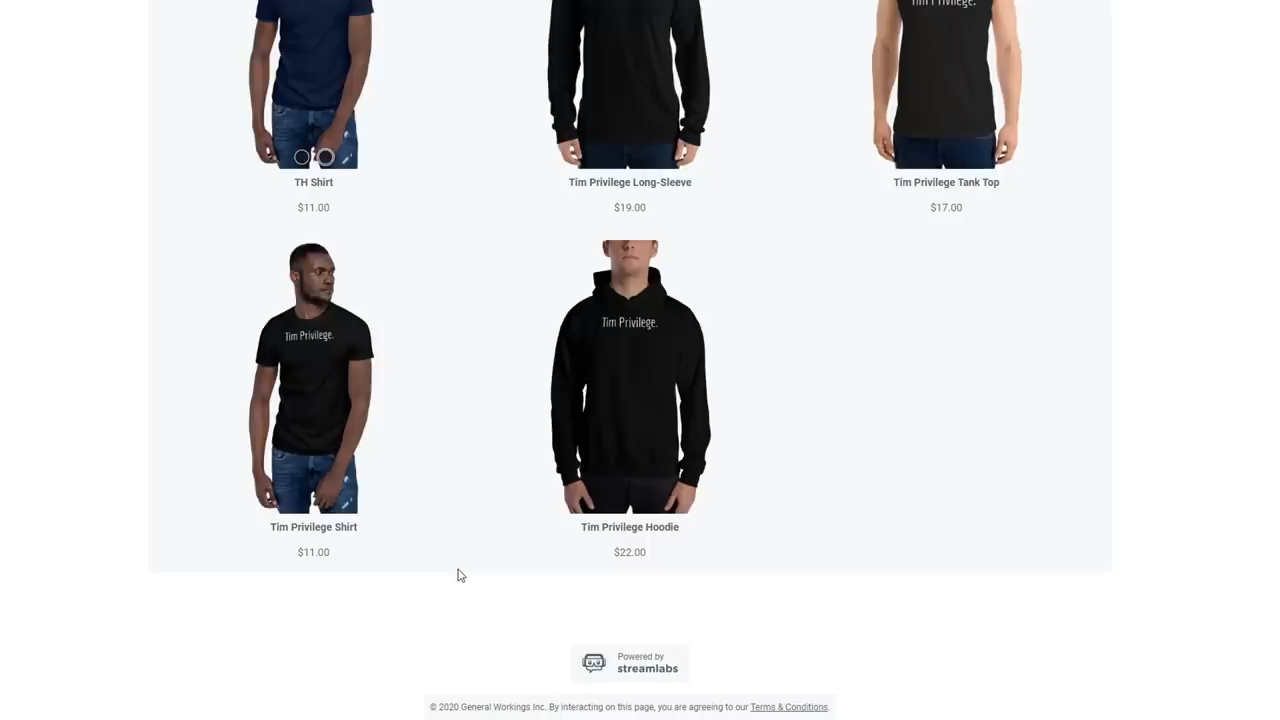 Tim Privilege.
TH Shirt
Tim Privilege Long-Sleeve
Tim Privilege Tank Top
$11.00
$19.00
$17.00
Tim Privilege.
Tim Privilege.
Tim Privilege Shirt
Tim Privilege Hoodie
$11.00
$22.00
Powered by
streamlabs
© 2020 General Workings Inc. By interacting on this page, you are agreeing to our Terms & Conditions.